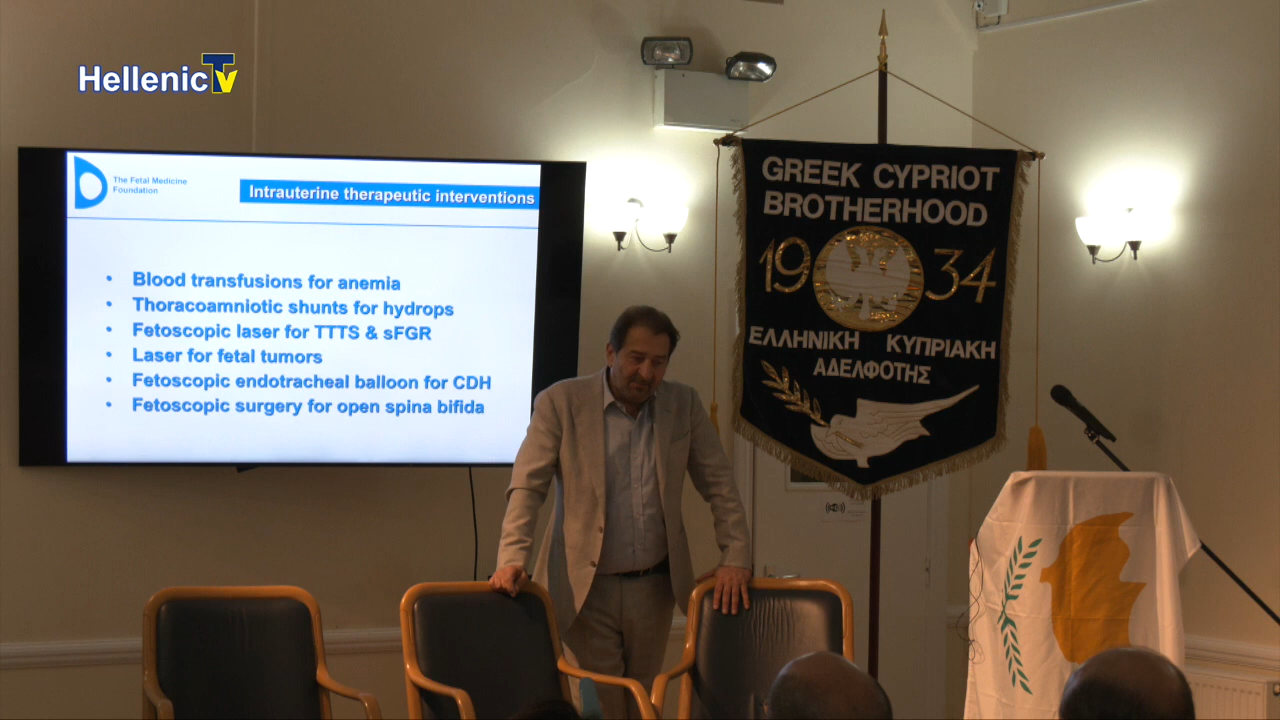 HellenicTV
The Fetal Medicine
Foundation
Intrauterine therapeutic interventions
• Blood transfusions for anemia
• Thoracoamniotic shunts for hydrops
• Fetoscopic laser for TTTS & sFGR
• Laser for fetal tumors
• Fetoscopic endotracheal balloon for CDH
• Fetoscopic surgery for open spina bifida
GREEK CYPRIOT
BROTHERHOOD
1934
ΕΛΛΗΝΙΚΗ ΚΥΠΡΙΑΚΗ
ΑΔΕΛΦΟΤΗΣ